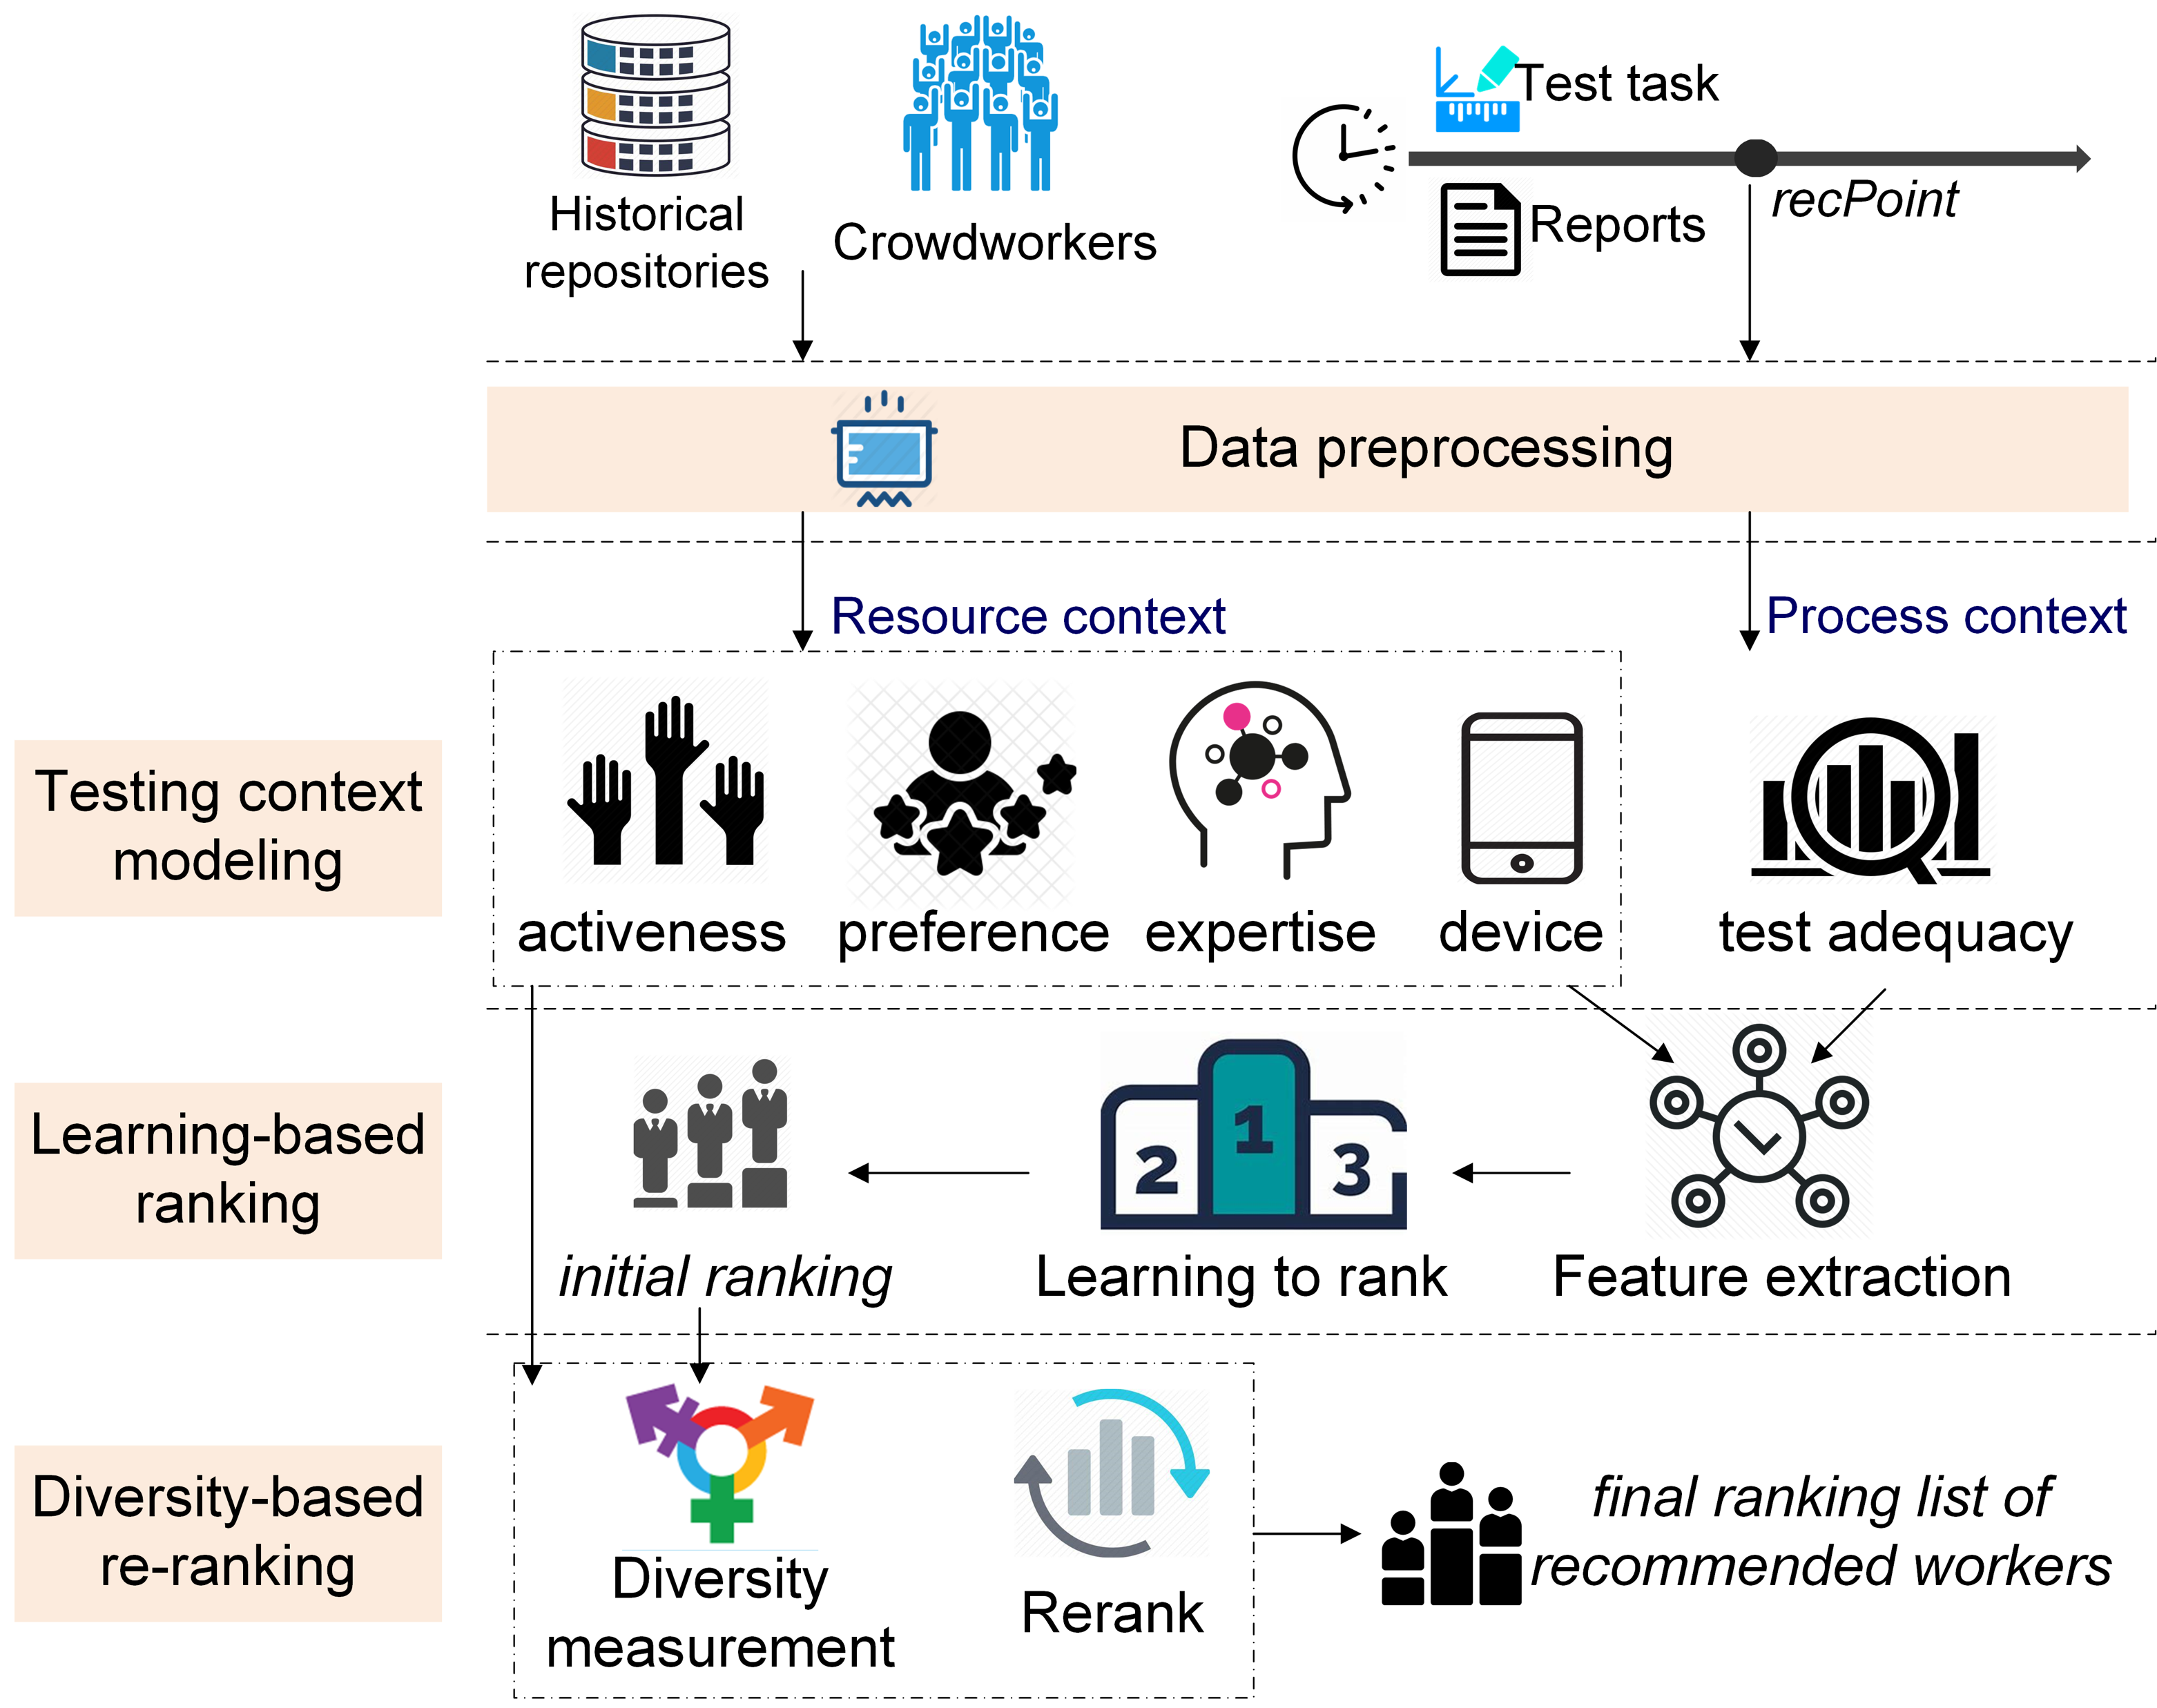 Historical
repositories
Crowdworkers
Test task
Reports
recPoint
Data preprocessing
Resource context
Process context
Testing context
modeling
activeness
preference
expertise
device
test adequacy
Learning-based
ranking
2
1
3
initial ranking
Learning to rank
Feature extraction
Diversity-based
re-ranking
Diversity
measurement
Rerank
final ranking list of
recommended workers